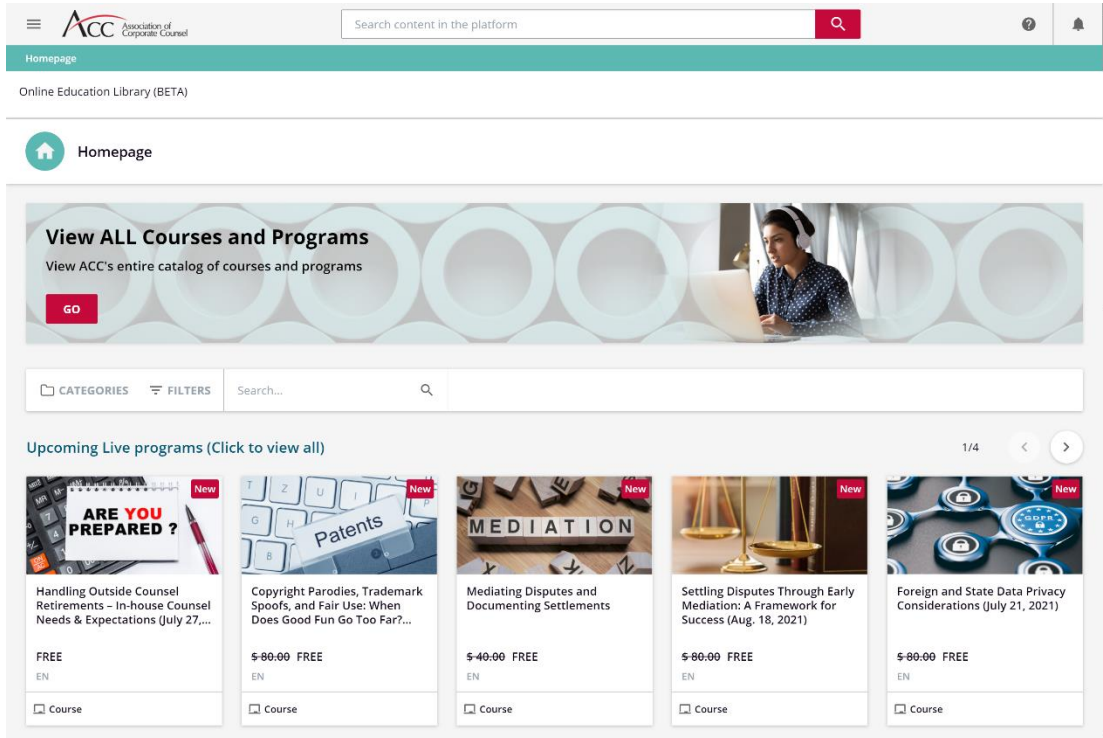 ACC Association of
Corporate Counsel
Search content in the platform
Homepage
Online Education Library (BETA)
Homepage
View ALL Courses and Programs
View ACC's entire catalog of courses and programs
GO
CATEGORIES FILTERS Search...
Upcoming Live programs (Click to view all) 1/4
New
ARE YOU
PREPARED ?
Handling Outside Counsel
Retirements – In-house Counsel
Needs & Expectations (July 27,...
FREE
EN
Course
New
Patents
Copyright Parodies, Trademark
Spoofs, and Fair Use: When
Does Good Fun Go Too Far?...
$ 80.00 FREE
EN
Course
New
MEDIATION
Mediating Disputes and
Documenting Settlements
$ 40.00 FREE
EN
Course
New
Settling Disputes Through Early
Mediation: A Framework for
Success (Aug. 18, 2021)
$ 80.00 FREE
EN
Course
New
GDPR
Foreign and State Data Privacy
Considerations (July 21, 2021)
$ 80.00 FREE
EN
Course